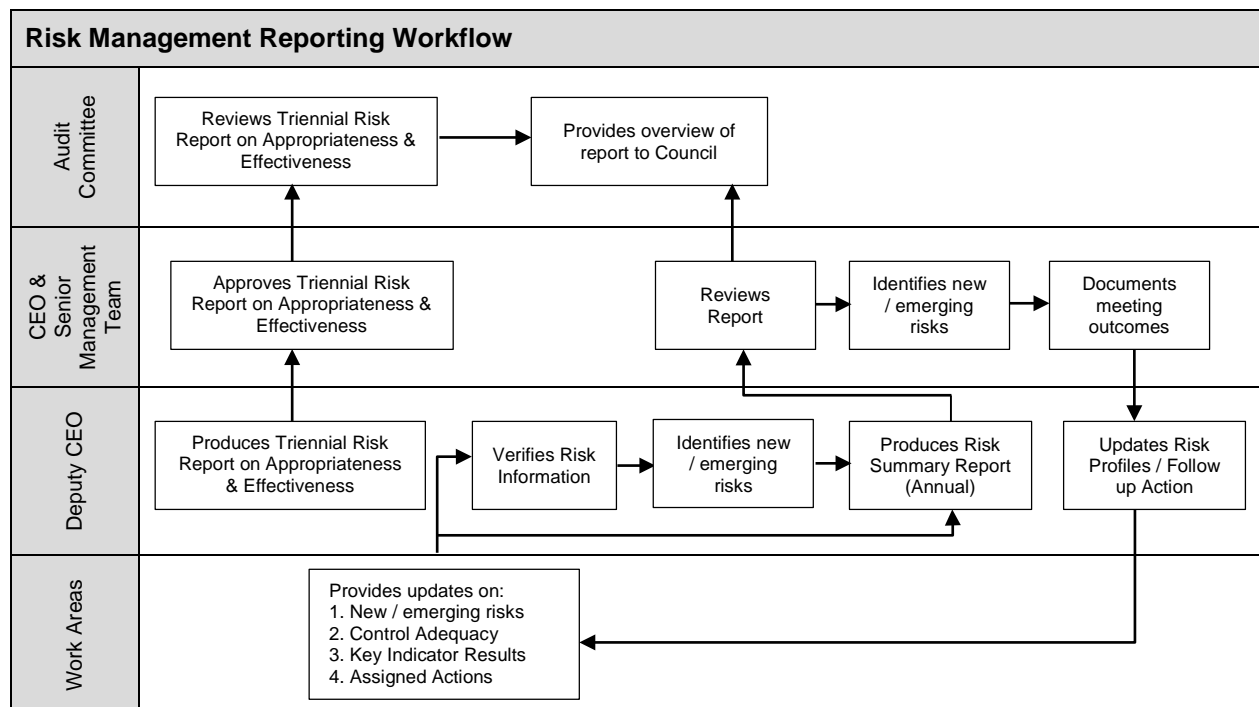 Risk Management Reporting Workflow
Audit
Committee
Reviews Triennial Risk
Report on Appropriateness &
Effectiveness
Provides overview of
report to Council
CEO &
Senior
Management
Team
Approves Triennial Risk
Report on Appropriateness &
Effectiveness
Reviews
Report
Identifies new
/ emerging
risks
Documents
meeting
outcomes
Deputy CEO
Produces Triennial Risk
Report on Appropriateness
& Effectiveness
Verifies Risk
Information
Identifies new
/ emerging
risks
Produces Risk
Summary Report
(Annual)
Updates Risk
Profiles / Follow
up Action
Work Areas
Provides updates on:
1. New / emerging risks
2. Control Adequacy
3. Key Indicator Results
4. Assigned Actions